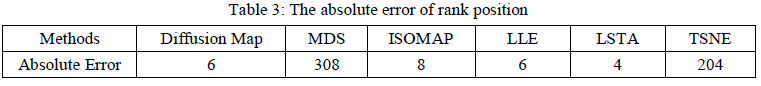 Table 3: The absolute error of rank position
Methods Diffusion Map MDS ISOMAP LLE LSTA TSNE
Absolute Error 6 308 8 6 4 204